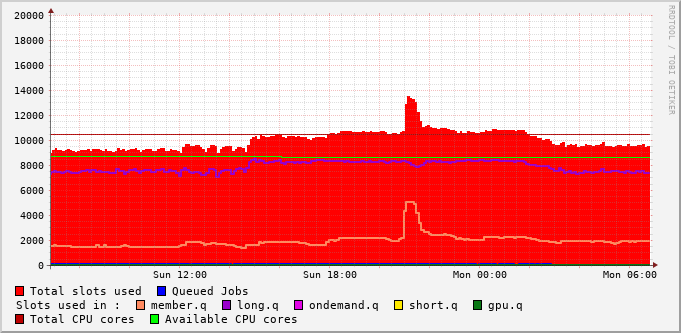 RRDTOOL / TOBI OETIKER
20000
18000
16000
14000
12000
10000
8000
6000
4000
2000
0
Sun 12:00 Sun 18:00 Mon 00:00 Mon 06:00
Total slots used Queued Jobs
Slots used in : member.q long.q ondemand.q short.q gpu.q
Total CPU cores Available CPU cores